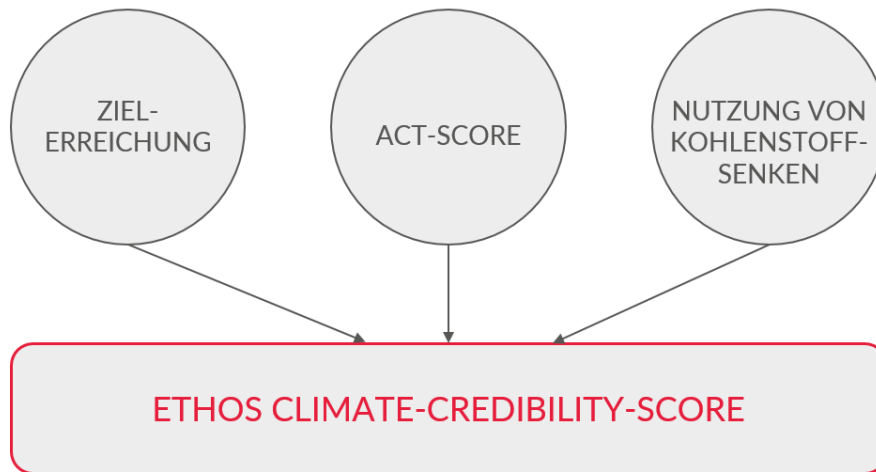 ZIEL-
ERREICHUNG
ACT-SCORE
NUTZUNG VON
KOHLENSTOFF-
SENKEN
ETHOS CLIMATE-CREDIBILITY-SCORE